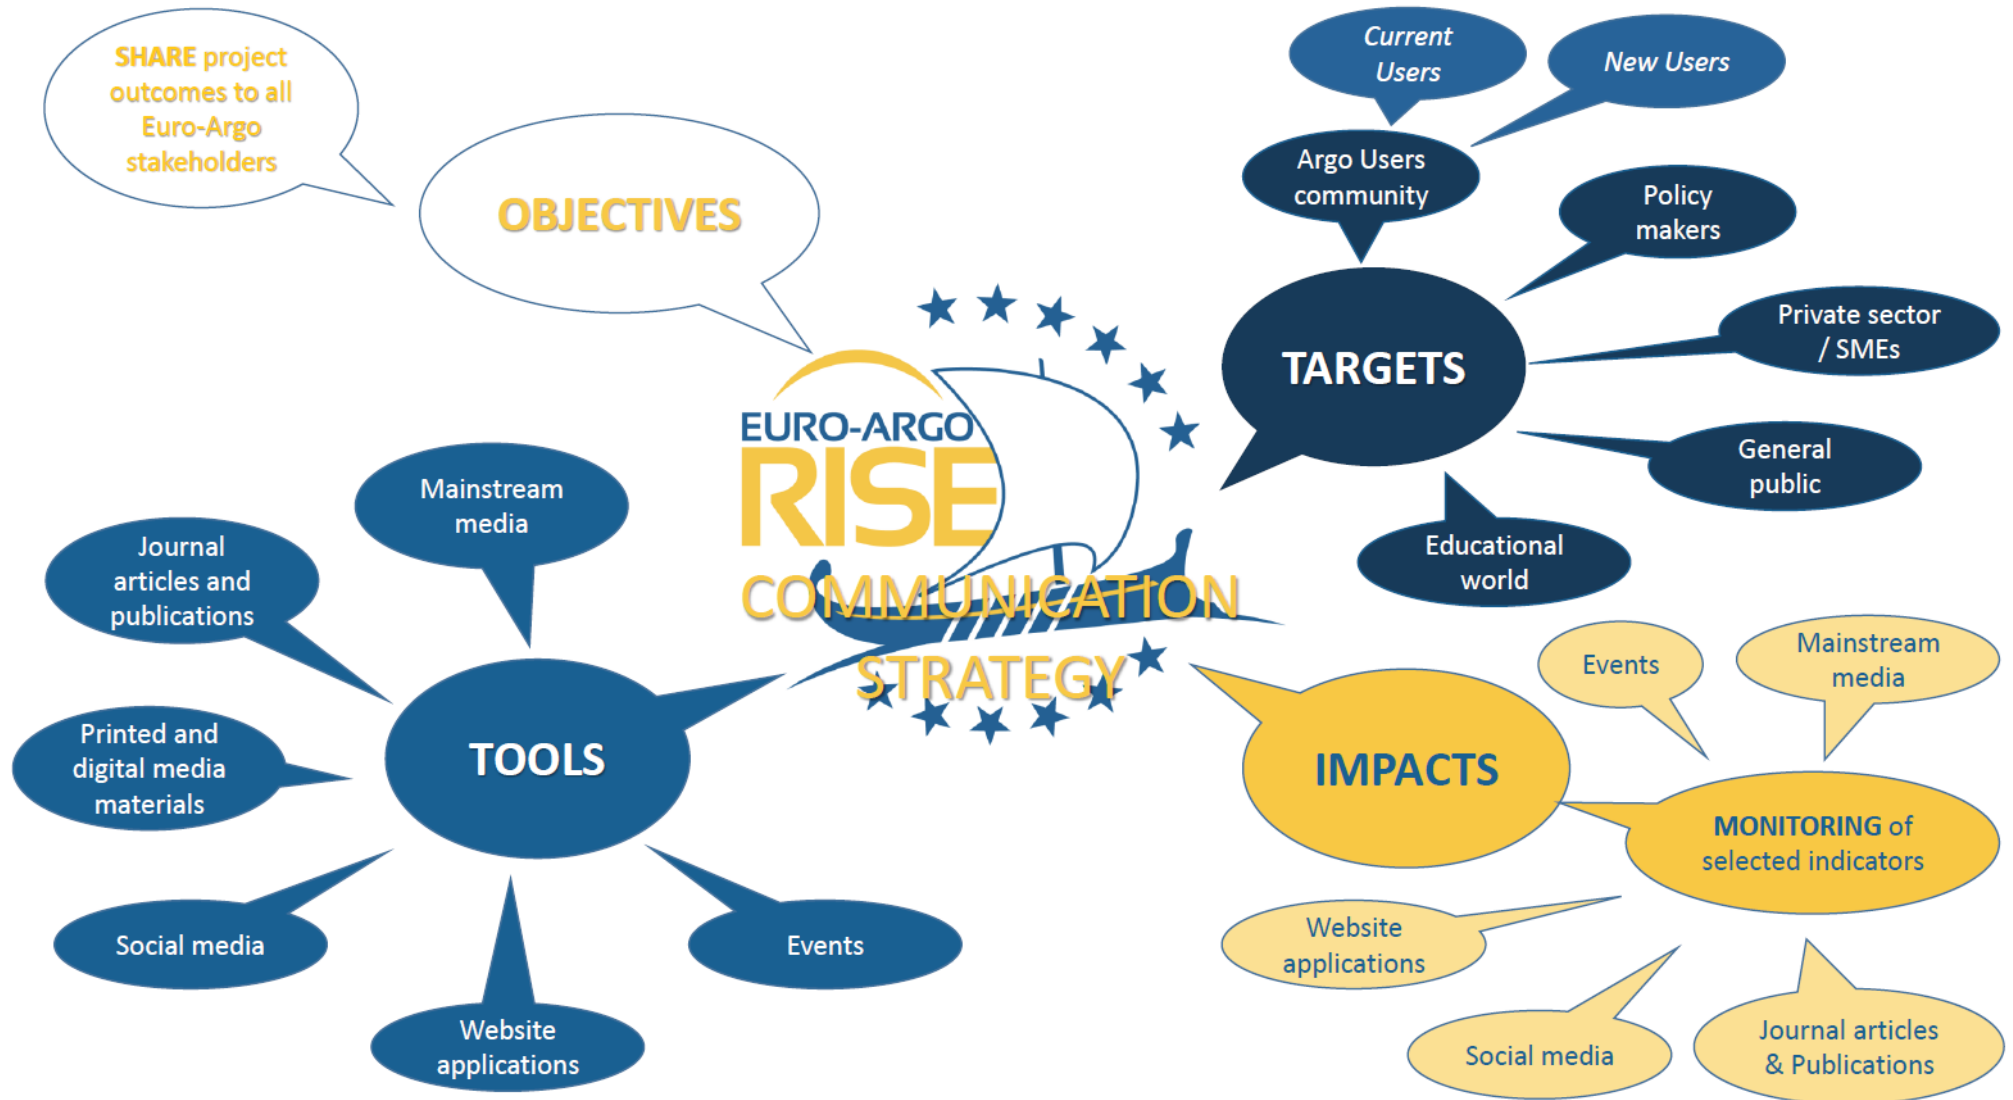 SHARE project
outcomes to all
Euro-Argo
stakeholders
OBJECTIVES
Current
Users
New Users
Argo Users
community
Policy
makers
Private sector
/ SMEs
TARGETS
General
public
Educational
world
EURO-ARGO
RISE
COMMUNICATION
STRATEGY
Mainstream
media
Journal
articles and
publications
Printed and
digital media
materials
TOOLS
Social media
Website
applications
Events
IMPACTS
Events
Mainstream
media
MONITORING of
selected indicators
Website
applications
Social media
Journal articles
& Publications